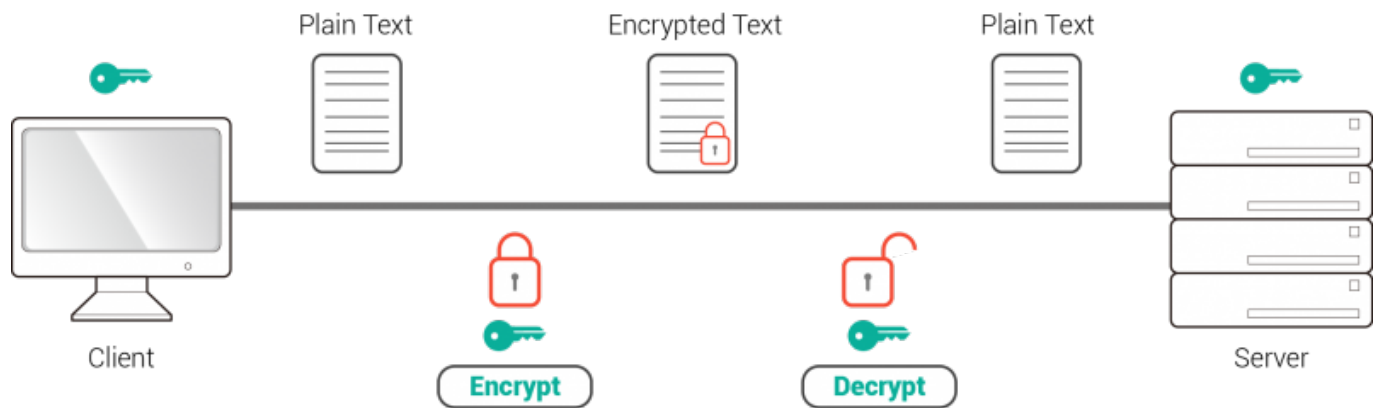 Plain Text
Encrypted Text
Plain Text
Client
Encrypt
Decrypt
Server